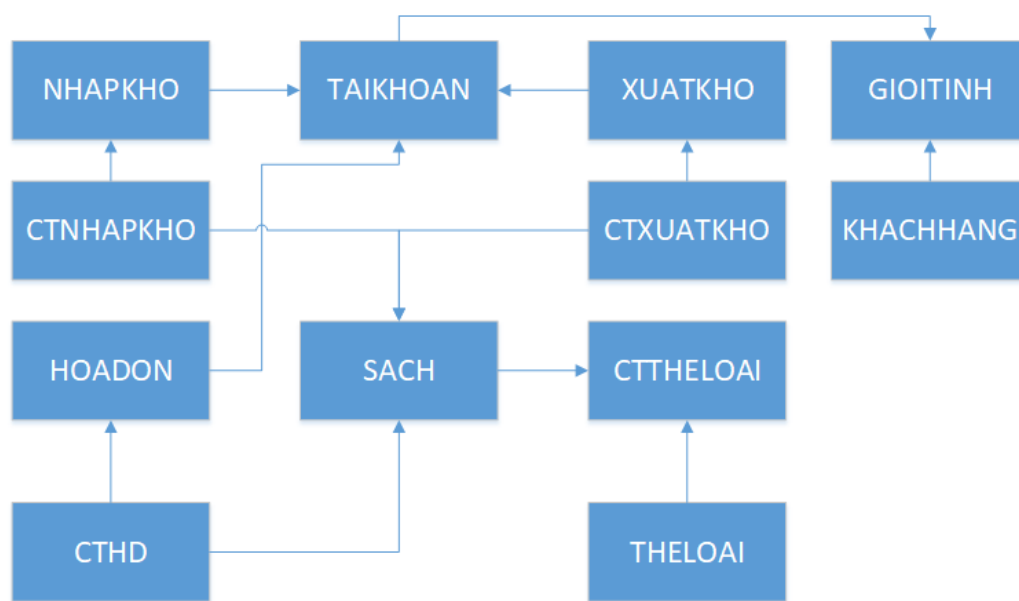 NHAPKHO
TAIKHOAN
XUATKHO
GIOITINH
CTNHAPKHO
CTXUATKHO
KHACHHANG
HOADON
SACH
CTTHELOAI
CTHD
THELOAI